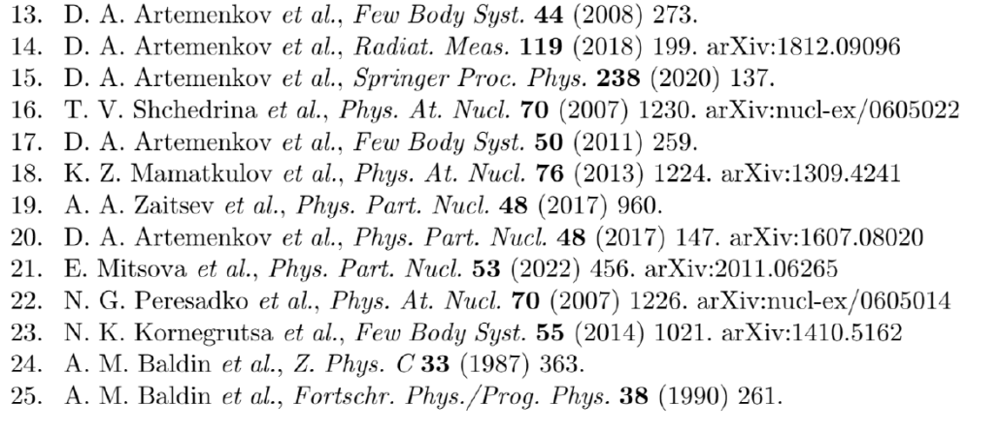 13. D. A. Artemenkov et al., Few Body Syst. 44 (2008) 273.
14. D. A. Artemenkov et al., Radiat. Meas. 119 (2018) 199. arXiv:1812.09096
15. D. A. Artemenkov et al., Springer Proc. Phys. 238 (2020) 137.
16. T. V. Shchedrina et al., Phys. At. Nucl. 70 (2007) 1230. arXiv:nucl-ex/0605022
17. D. A. Artemenkov et al., Few Body Syst. 50 (2011) 259.
18. K. Z. Mamatkulov et al., Phys. At. Nucl. 76 (2013) 1224. arXiv:1309.4241
19. A. A. Zaitsev et al., Phys. Part. Nucl. 48 (2017) 960.
20. D. A. Artemenkov et al., Phys. Part. Nucl. 48 (2017) 147. arXiv:1607.08020
21. E. Mitsova et al., Phys. Part. Nucl. 53 (2022) 456. arXiv:2011.06265
22. N. G. Peresadko et al., Phys. At. Nucl. 70 (2007) 1226. arXiv:nucl-ex/0605014
23. N. K. Kornegrutsa et al., Few Body Syst. 55 (2014) 1021. arXiv:1410.5162
24. A. M. Baldin et al., Z. Phys. C 33 (1987) 363.
25. A. M. Baldin et al., Fortschr. Phys./Prog. Phys. 38 (1990) 261.